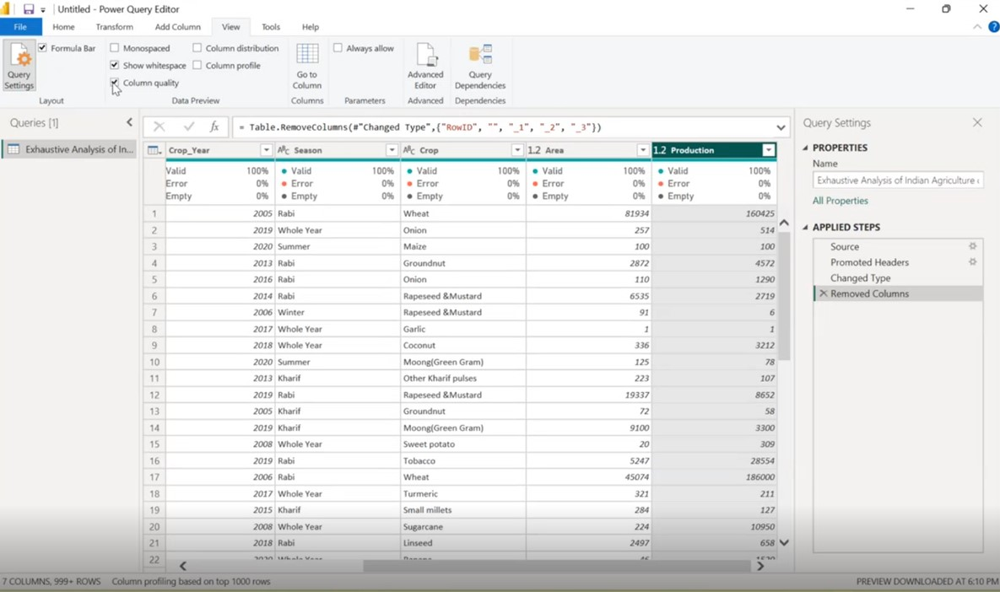 Untitled - Power Query Editor
File Home Transform Add Column View Tools Help
Query Settings
Formula Bar
Layout
Monospaced
Show whitespace
Column quality
Column distribution
Column profile
Data Preview
Go to Column
Columns
Always allow
Parameters
Advanced Editor
Advanced
Query Dependencies
Dependencies
Queries [1]
Exhaustive Analysis of In...
fx = Table.RemoveColumns(#"Changed Type",{"RowID", "", "_1", "_2", "_3"})
Crop_Year ABC Season ABC Crop 1.2 Area 1.2 Production
Valid 100% Valid 100% Valid 100% Valid 100% Valid 100%
Error 0% Error 0% Error 0% Error 0% Error 0%
Empty 0% Empty 0% Empty 0% Empty 0% Empty 0%
1 2005 Rabi Wheat 81934 160425
2 2019 Whole Year Onion 257 514
3 2020 Summer Maize 100 100
4 2013 Rabi Groundnut 2872 4572
5 2016 Rabi Onion 110 1290
6 2014 Rabi Rapeseed &Mustard 6535 2719
7 2006 Winter Rapeseed &Mustard 91 6
8 2017 Whole Year Garlic 1 1
9 2018 Whole Year Coconut 336 3212
10 2020 Summer Moong(Green Gram) 125 78
11 2013 Kharif Other Kharif pulses 223 107
12 2019 Rabi Rapeseed &Mustard 19337 8652
13 2005 Kharif Groundnut 72 58
14 2019 Kharif Moong(Green Gram) 9100 3300
15 2008 Whole Year Sweet potato 20 309
16 2019 Rabi Tobacco 5247 28554
17 2006 Rabi Wheat 45074 186000
18 2017 Whole Year Turmeric 321 211
19 2015 Kharif Small millets 284 127
20 2008 Whole Year Sugarcane 224 10950
21 2018 Rabi Linseed 2497 658
22
Query Settings
PROPERTIES
Name
Exhaustive Analysis of Indian Agriculture
All Properties
APPLIED STEPS
Source
Promoted Headers
Changed Type
Removed Columns
7 COLUMNS, 999+ ROWS Column profiling based on top 1000 rows PREVIEW DOWNLOADED AT 6:10 PM